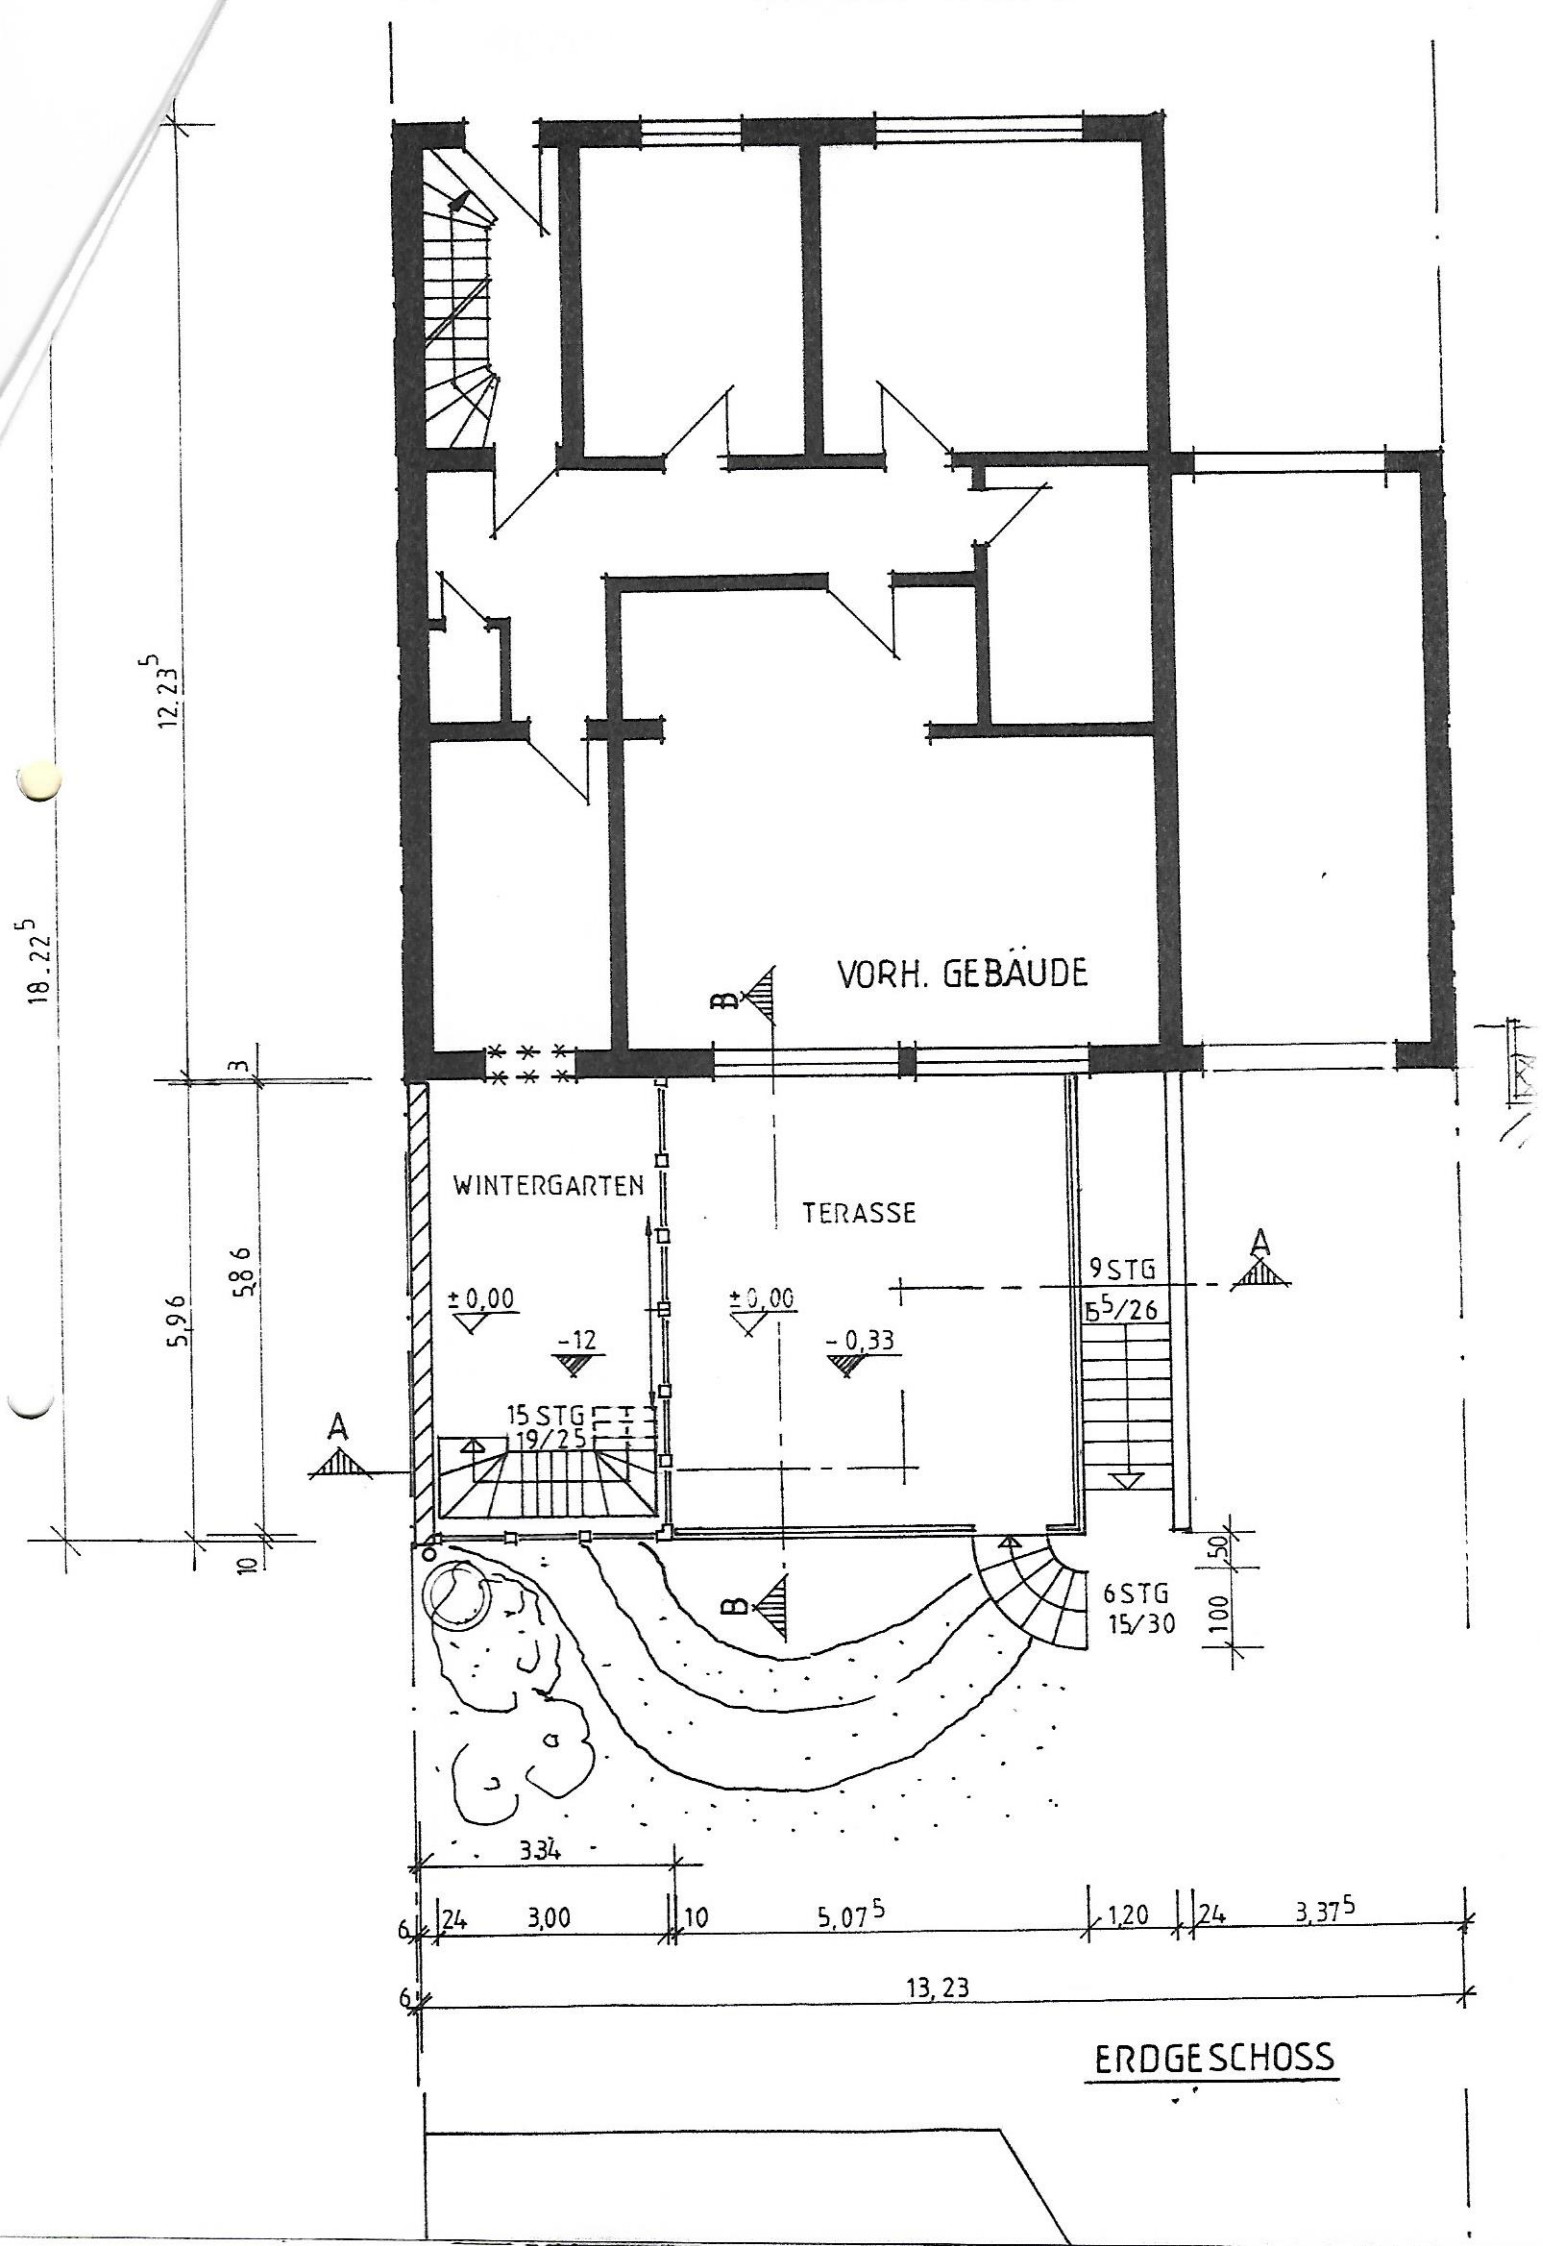 12.23⁵
18.22⁵
VORH. GEBÄUDE
B
3
WINTERGARTEN
TERASSE
A
9 STG
5⁵/26
± 0,00
± 0,00
5,86
5,96
-12
- 0,33
15 STG
19/25
A
10
50
B
6 STG
15/30
100
3.34
6
24
3,00
10
5,07⁵
1,20
24
3,37⁵
6
13,23
ERDGESCHOSS